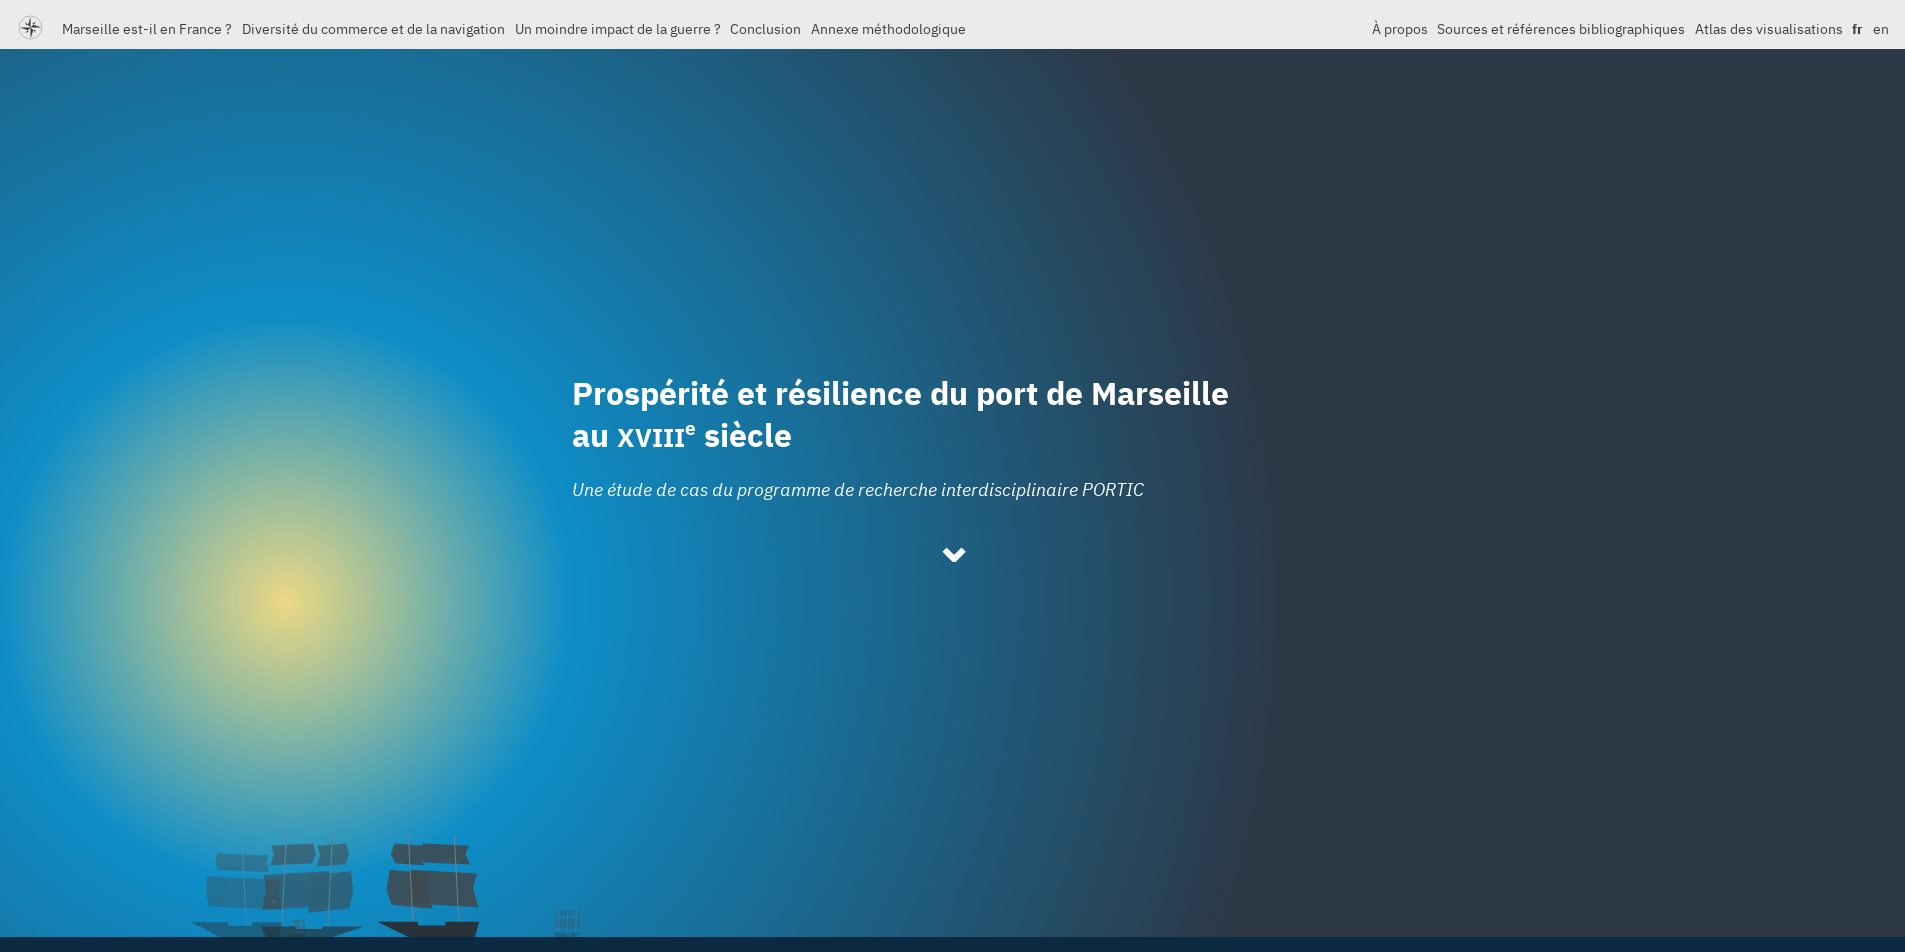 Marseille est-il en France ? Diversité du commerce et de la navigation Un moindre impact de la guerre ? Conclusion Annexe méthodologique À propos Sources et références bibliographiques Atlas des visualisations fr en
Prospérité et résilience du port de Marseille
au XVIIIe siècle
Une étude de cas du programme de recherche interdisciplinaire PORTIC